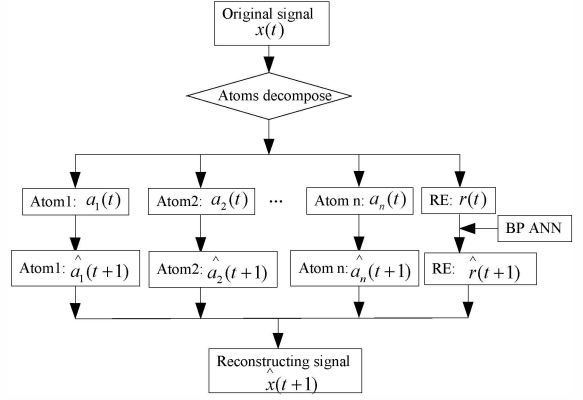 Original signal
x(t)
Atoms decompose
Atom1: a₁(t)
Atom2: a₂(t)
...
Atom n: aₙ(t)
RE: r(t)
BP ANN
Atom1: â₁(t+1)
Atom2: â₂(t+1)
Atom n: âₙ(t+1)
RE: r̂(t+1)
Reconstructing signal
x̂(t+1)